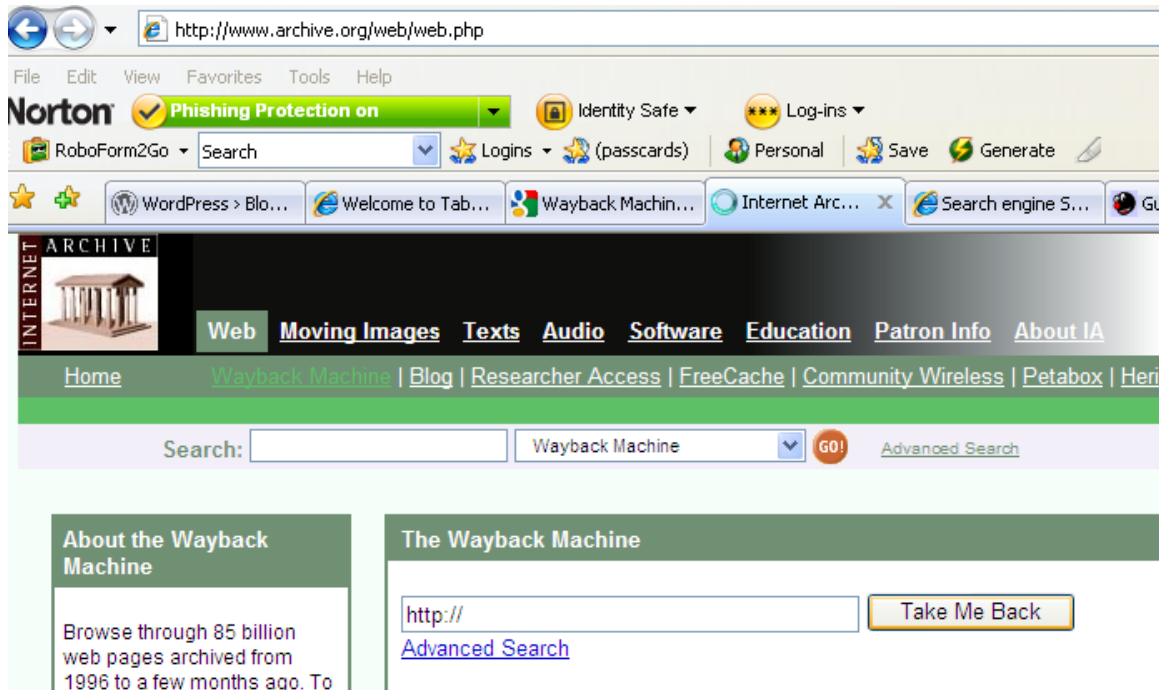 http://www.archive.org/web/web.php
File Edit View Favorites Tools Help
Norton Phishing Protection on Identity Safe Log-ins
RoboForm2Go Search Logins (passcards) Personal Save Generate
WordPress > Blo... Welcome to Tab... Wayback Machin... Internet Arc... X Search engine S... Gu
INTERNET ARCHIVE
Web Moving Images Texts Audio Software Education Patron Info About IA
Home Wayback Machine | Blog | Researcher Access | FreeCache | Community Wireless | Petabox | Heri
Search: Wayback Machine GO! Advanced Search
About the Wayback
Machine
Browse through 85 billion
web pages archived from
1996 to a few months ago. To
The Wayback Machine
http:// Take Me Back
Advanced Search